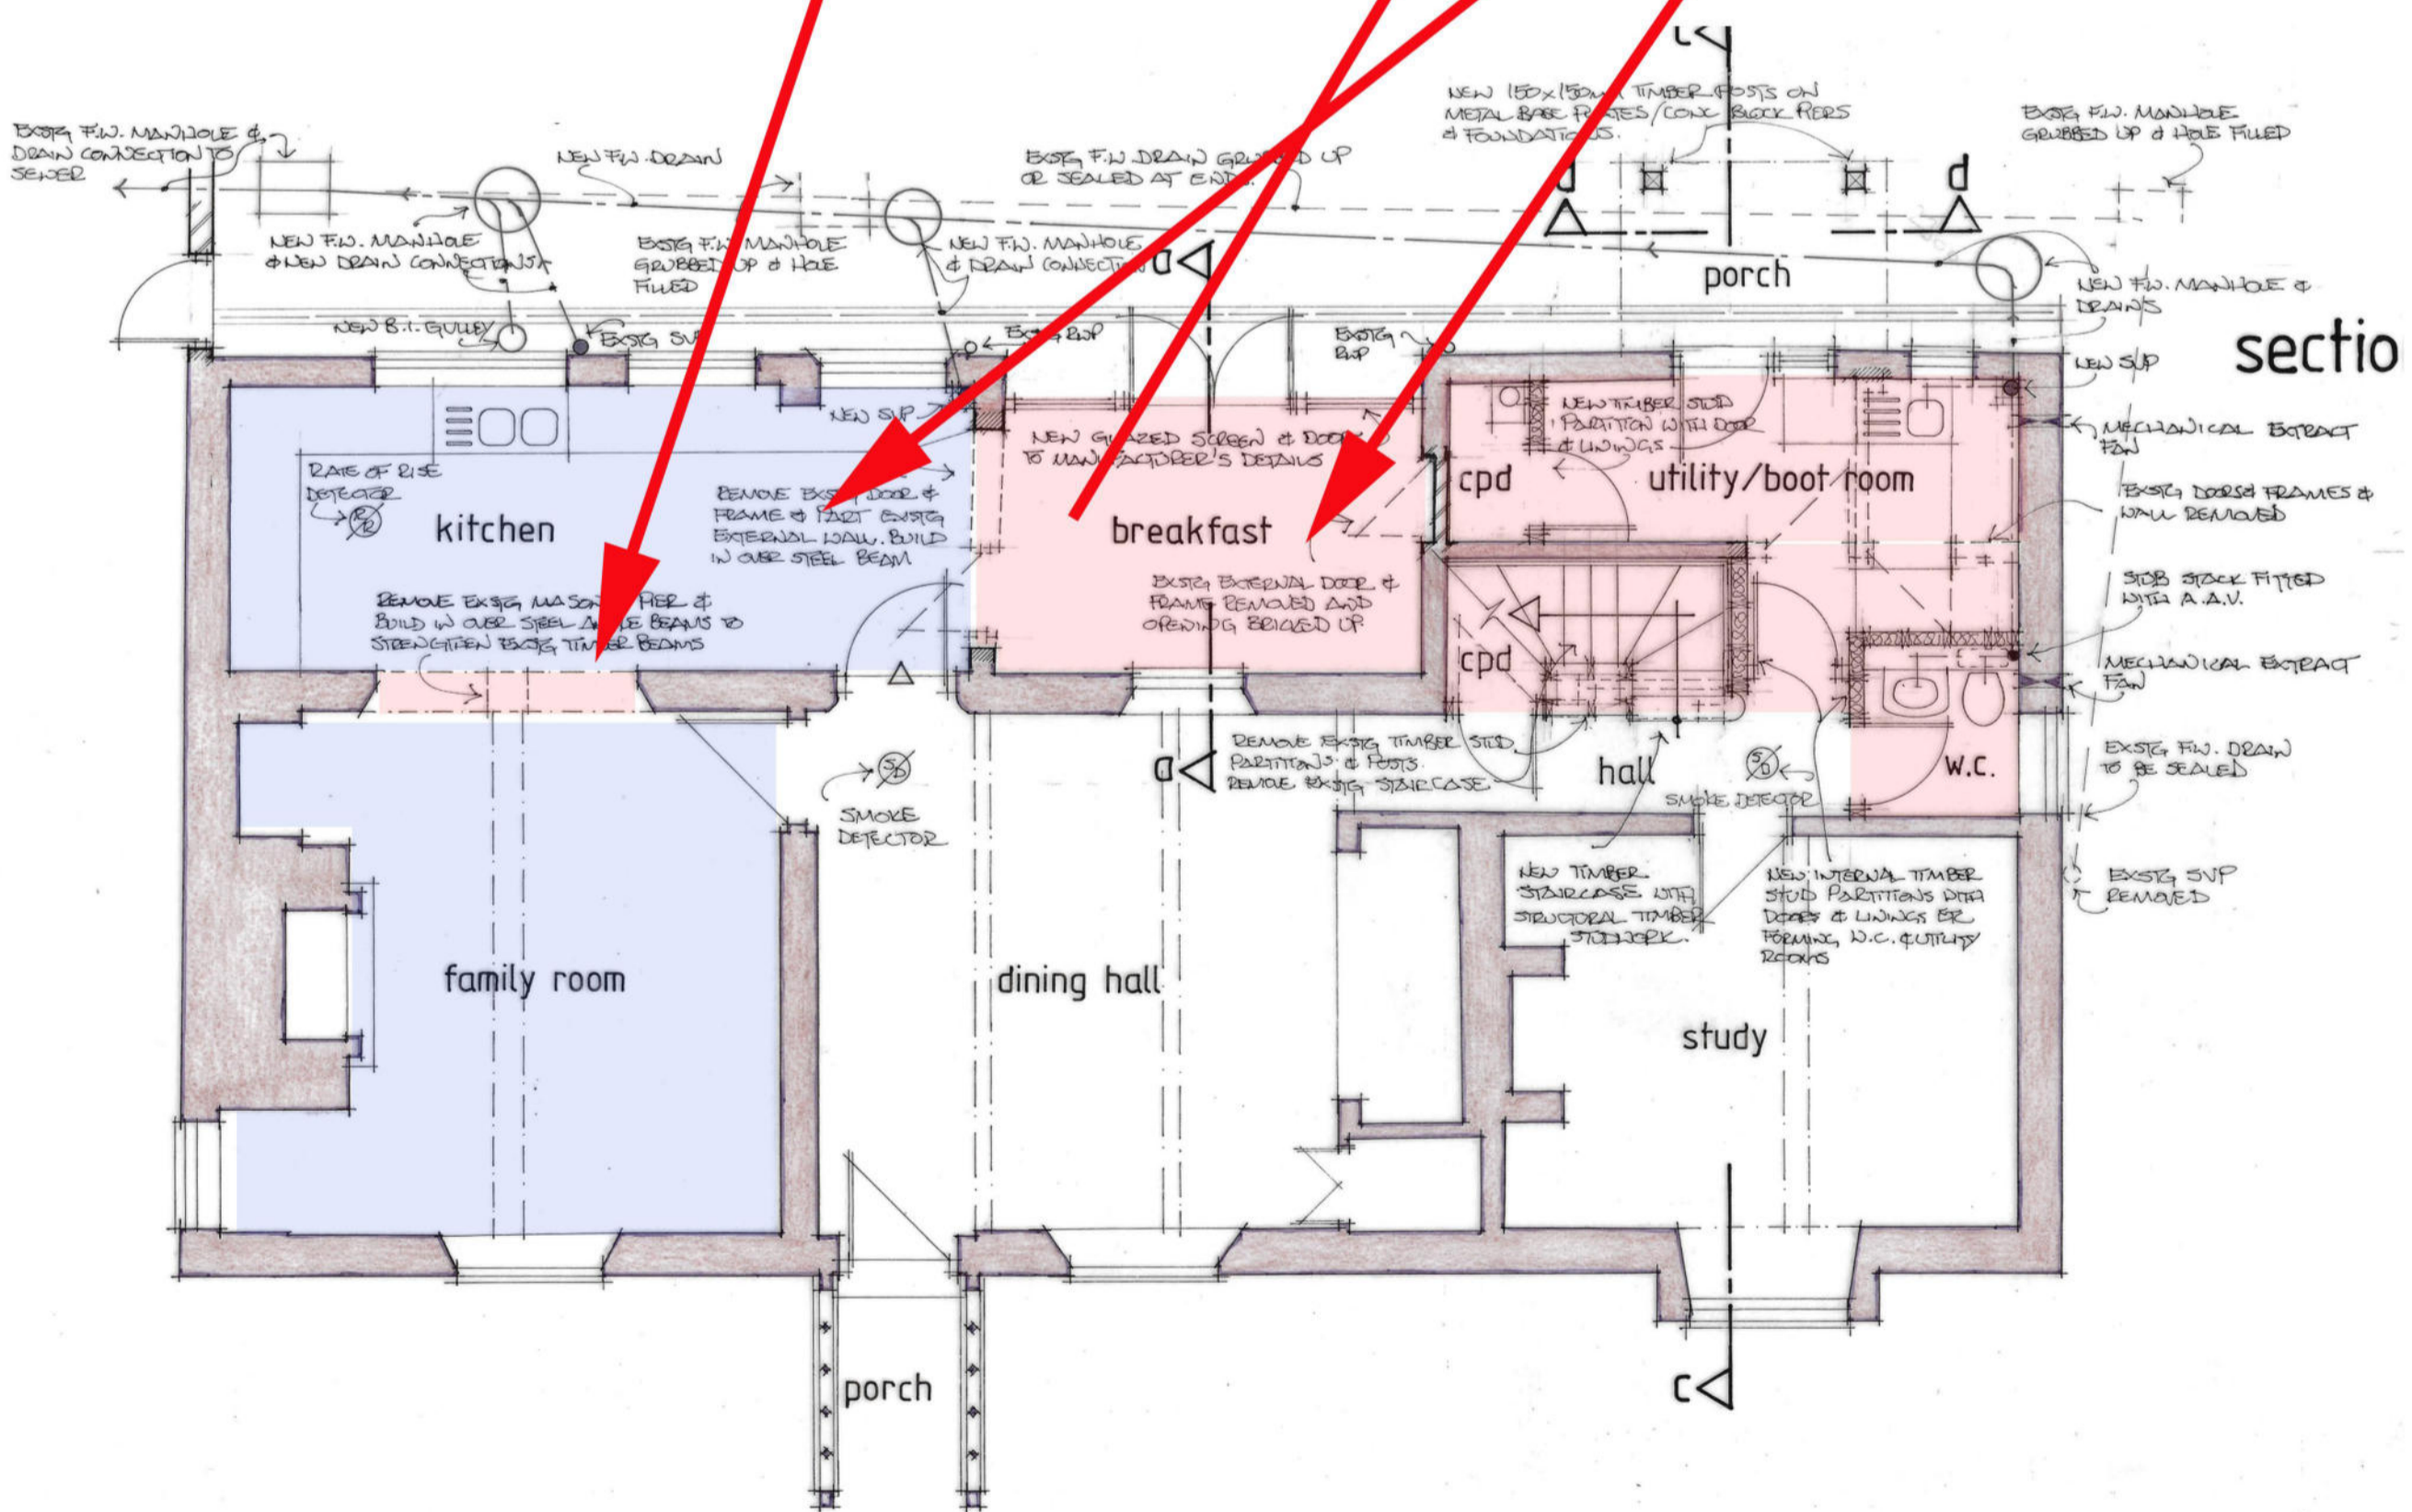 NEW 150x150mm TIMBER POSTS ON
METAL BASE PLATES/CONC BLOCK PIERS
& FOUNDATIONS.
EXSTG F.W. MANHOLE
GRUBBED UP & HOLE FILLED
EXSTG F.W. MANHOLE &
DRAIN CONNECTION TO
SEWER
NEW F.W. DRAIN
EXSTG F.W DRAIN GRUBBED UP
OR SEALED AT ENDS.
d
d
NEW F.W. MANHOLE
& NEW DRAIN CONNECTIONS
EXSTG F.W. MANHOLE
GRUBBED UP & HOLE
FILLED
NEW F.W. MANHOLE
& DRAIN CONNECTION
a
porch
NEW F.W. MANHOLE &
DRAINS
NEW B.I. GULLEY
EXSTG SVP
EXSTG RWP
EXSTG
RWP
sectio
NEW SVP
NEW SVP
NEW GLAZED SCREEN & DOORS
TO MANUFACTURER'S DETAILS
NEW TIMBER STUD
PARTITION WITH DOOR
& LININGS
MECHANICAL EXTRACT
FAN
RATE OF RISE
DETECTOR
R/R
kitchen
REMOVE EXSTG DOOR &
FRAME & PART EXSTG
EXTERNAL WALL. BUILD
IN OVER STEEL BEAM
breakfast
cpd
utility/boot room
EXSTG DOORS & FRAMES &
WALL REMOVED
EXSTG EXTERNAL DOOR &
FRAME REMOVED AND
OPENING BRICKED UP.
STUB STACK FITTED
WITH A.A.V.
REMOVE EXSTG MASONRY PIER &
BUILD IN OVER STEEL ANGLE BEAMS TO
STRENGTHEN EXSTG TIMBER BEAMS
cpd
MECHANICAL EXTRACT
FAN
S/D
SMOKE
DETECTOR
a
REMOVE EXSTG TIMBER STUD
PARTITIONS & POSTS.
REMOVE EXSTG STAIRCASE
hall
S/D
SMOKE DETECTOR
W.C.
EXSTG F.W. DRAIN
TO BE SEALED
NEW TIMBER
STAIRCASE WITH
STRUCTURAL TIMBER
STUDWORK.
NEW INTERNAL TIMBER
STUD PARTITIONS WITH
DOORS & LININGS FOR
FORMING W.C. & UTILITY
ROOMS
EXSTG SVP
REMOVED
family room
dining hall
study
porch
c